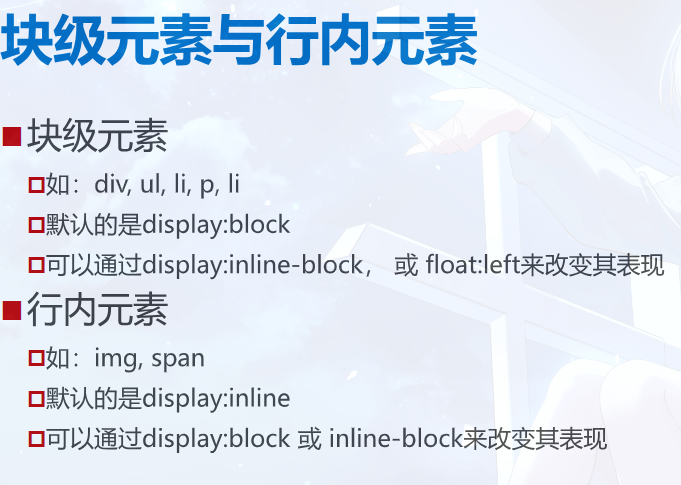 块级元素与行内元素
块级元素
如：div, ul, li, p, li
默认的是display:block
可以通过display:inline-block， 或 float:left来改变其表现
行内元素
如：img, span
默认的是display:inline
可以通过display:block 或 inline-block来改变其表现